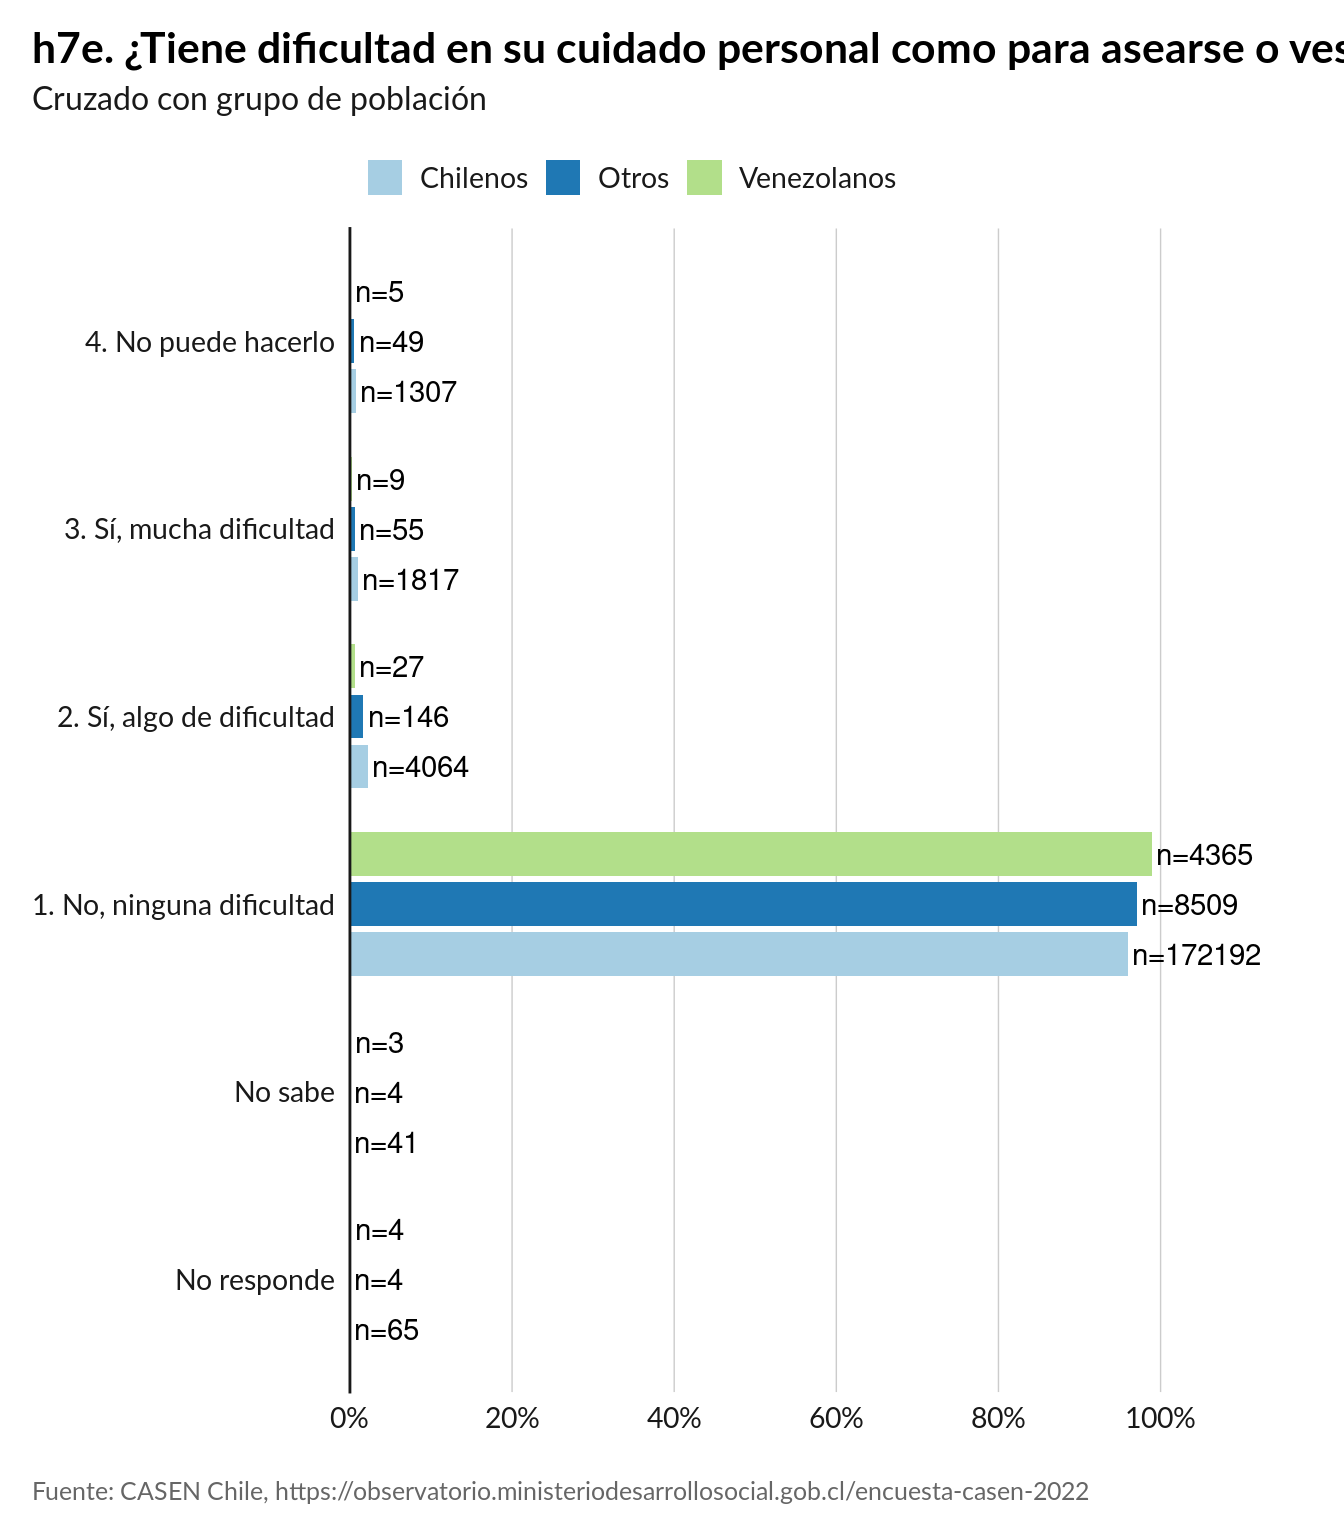 h7e. ¿Tiene dificultad en su cuidado personal como para asearse o
Cruzado con grupo de población
Chilenos Otros Venezolanos
n=5
4. No puede hacerlo n=49
n=1307
n=9
3. Sí, mucha dificultad n=55
n=1817
n=27
2. Sí, algo de dificultad n=146
n=4064
n=4365
1. No, ninguna dificultad n=8509
n=172192
n=3
No sabe n=4
n=41
n=4
No responde n=4
n=65
0% 20% 40% 60% 80% 100%
Fuente: CASEN Chile, https://observatorio.ministeriodesarrollosocial.gob.cl/encuesta-casen-2022